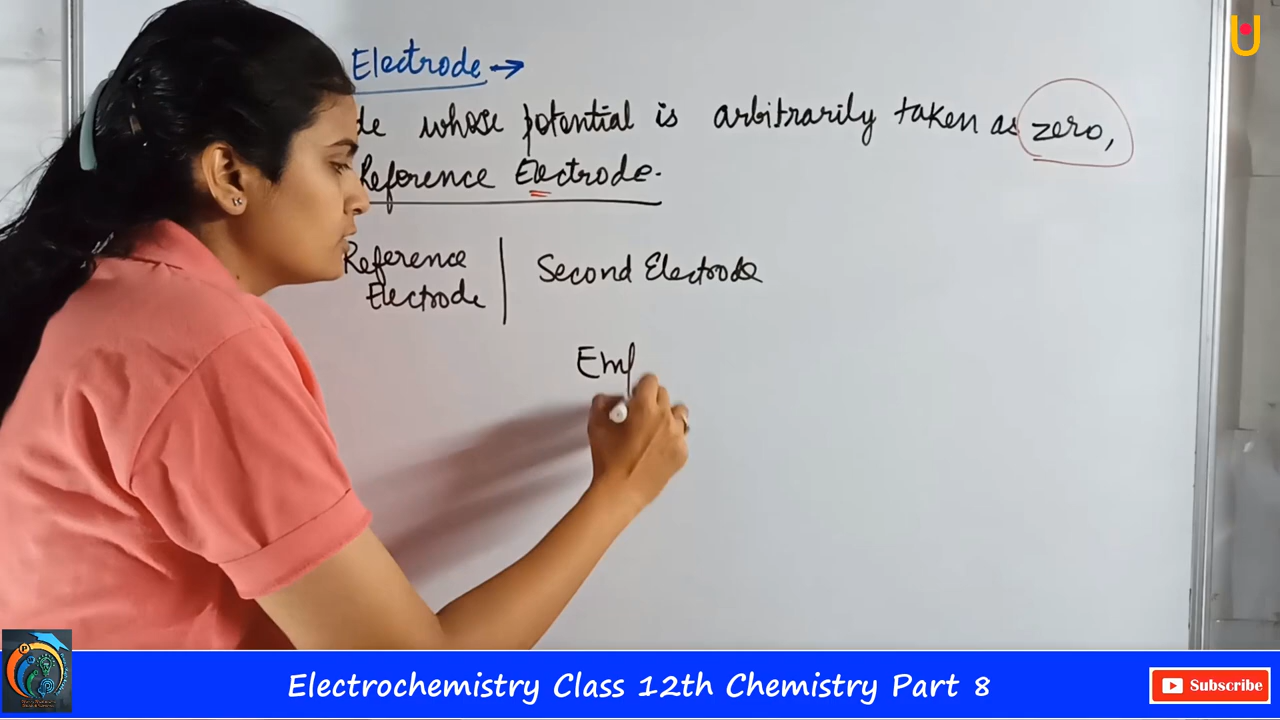 Electrode →
de whose potential is arbitrarily taken as zero,
Reference Electrode.
Reference Electrode | Second Electrode
Emf
Electrochemistry Class 12th Chemistry Part 8
Subscribe